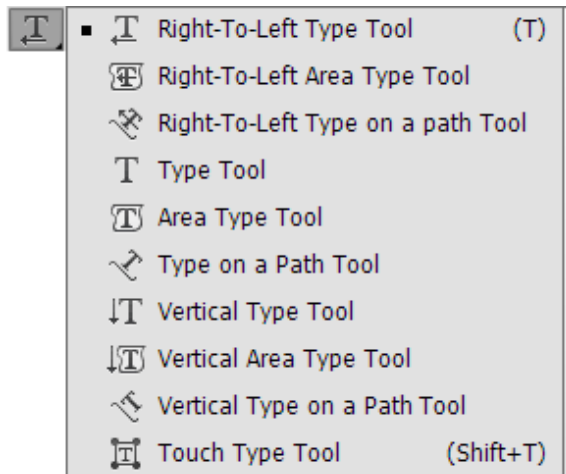 Right-To-Left Type Tool (T)
Right-To-Left Area Type Tool
Right-To-Left Type on a path Tool
Type Tool
Area Type Tool
Type on a Path Tool
Vertical Type Tool
Vertical Area Type Tool
Vertical Type on a Path Tool
Touch Type Tool (Shift+T)